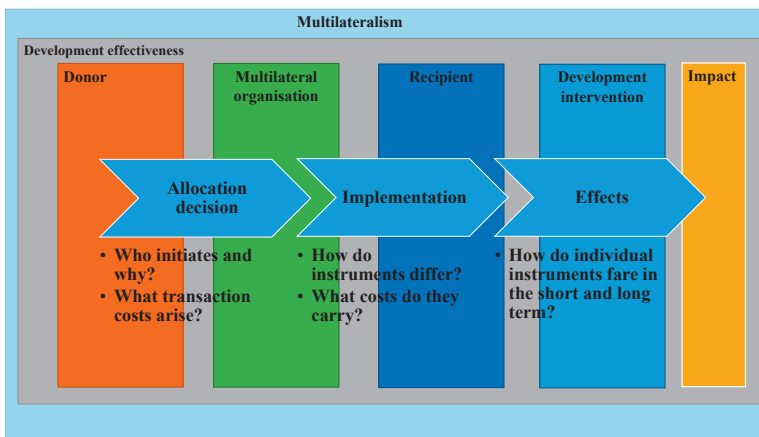 Multilateralism
Development effectiveness
Donor
Multilateral
organisation
Recipient
Development
intervention
Impact
Allocation
decision
Implementation
Effects
• Who initiates and
why?
• What transaction
costs arise?
• How do
instruments differ?
• What costs do they
carry?
• How do individual
instruments fare in
the short and long
term?